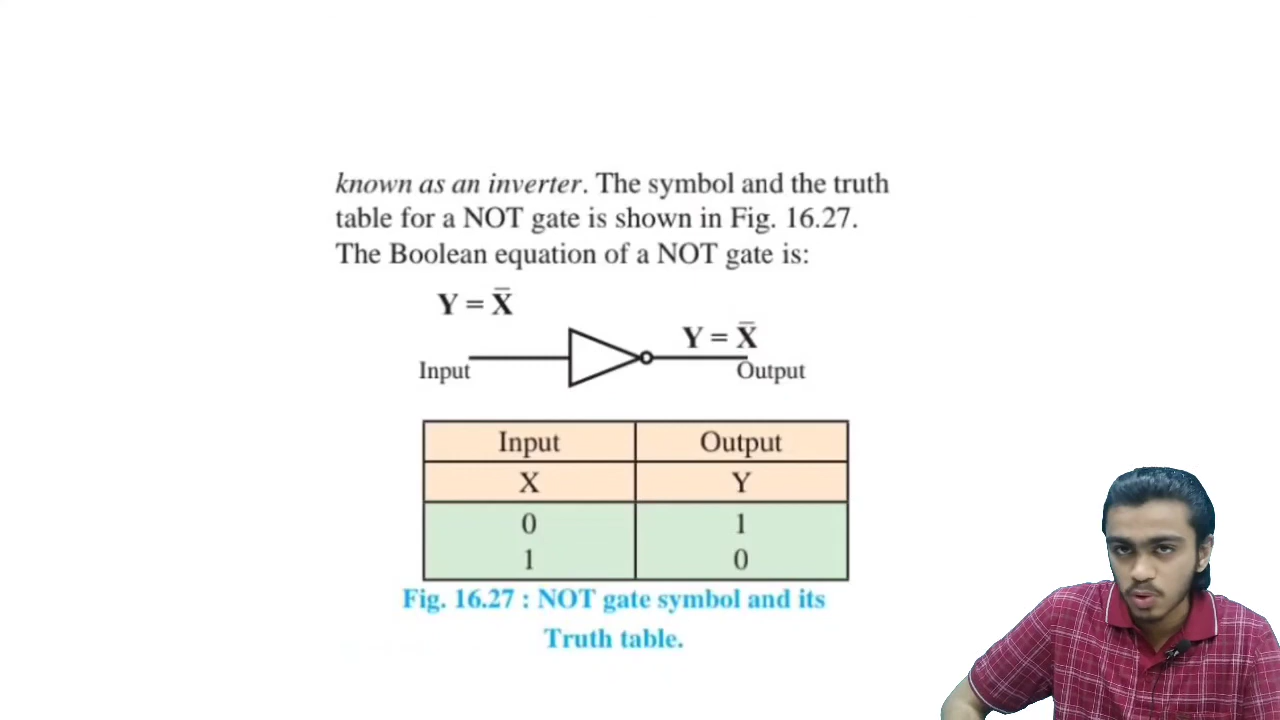 known as an inverter. The symbol and the truth
table for a NOT gate is shown in Fig. 16.27.
The Boolean equation of a NOT gate is:
Y = X̅
Y = X̅
Input
Output
Input Output
X Y
0 1
1 0
Fig. 16.27 : NOT gate symbol and its
Truth table.